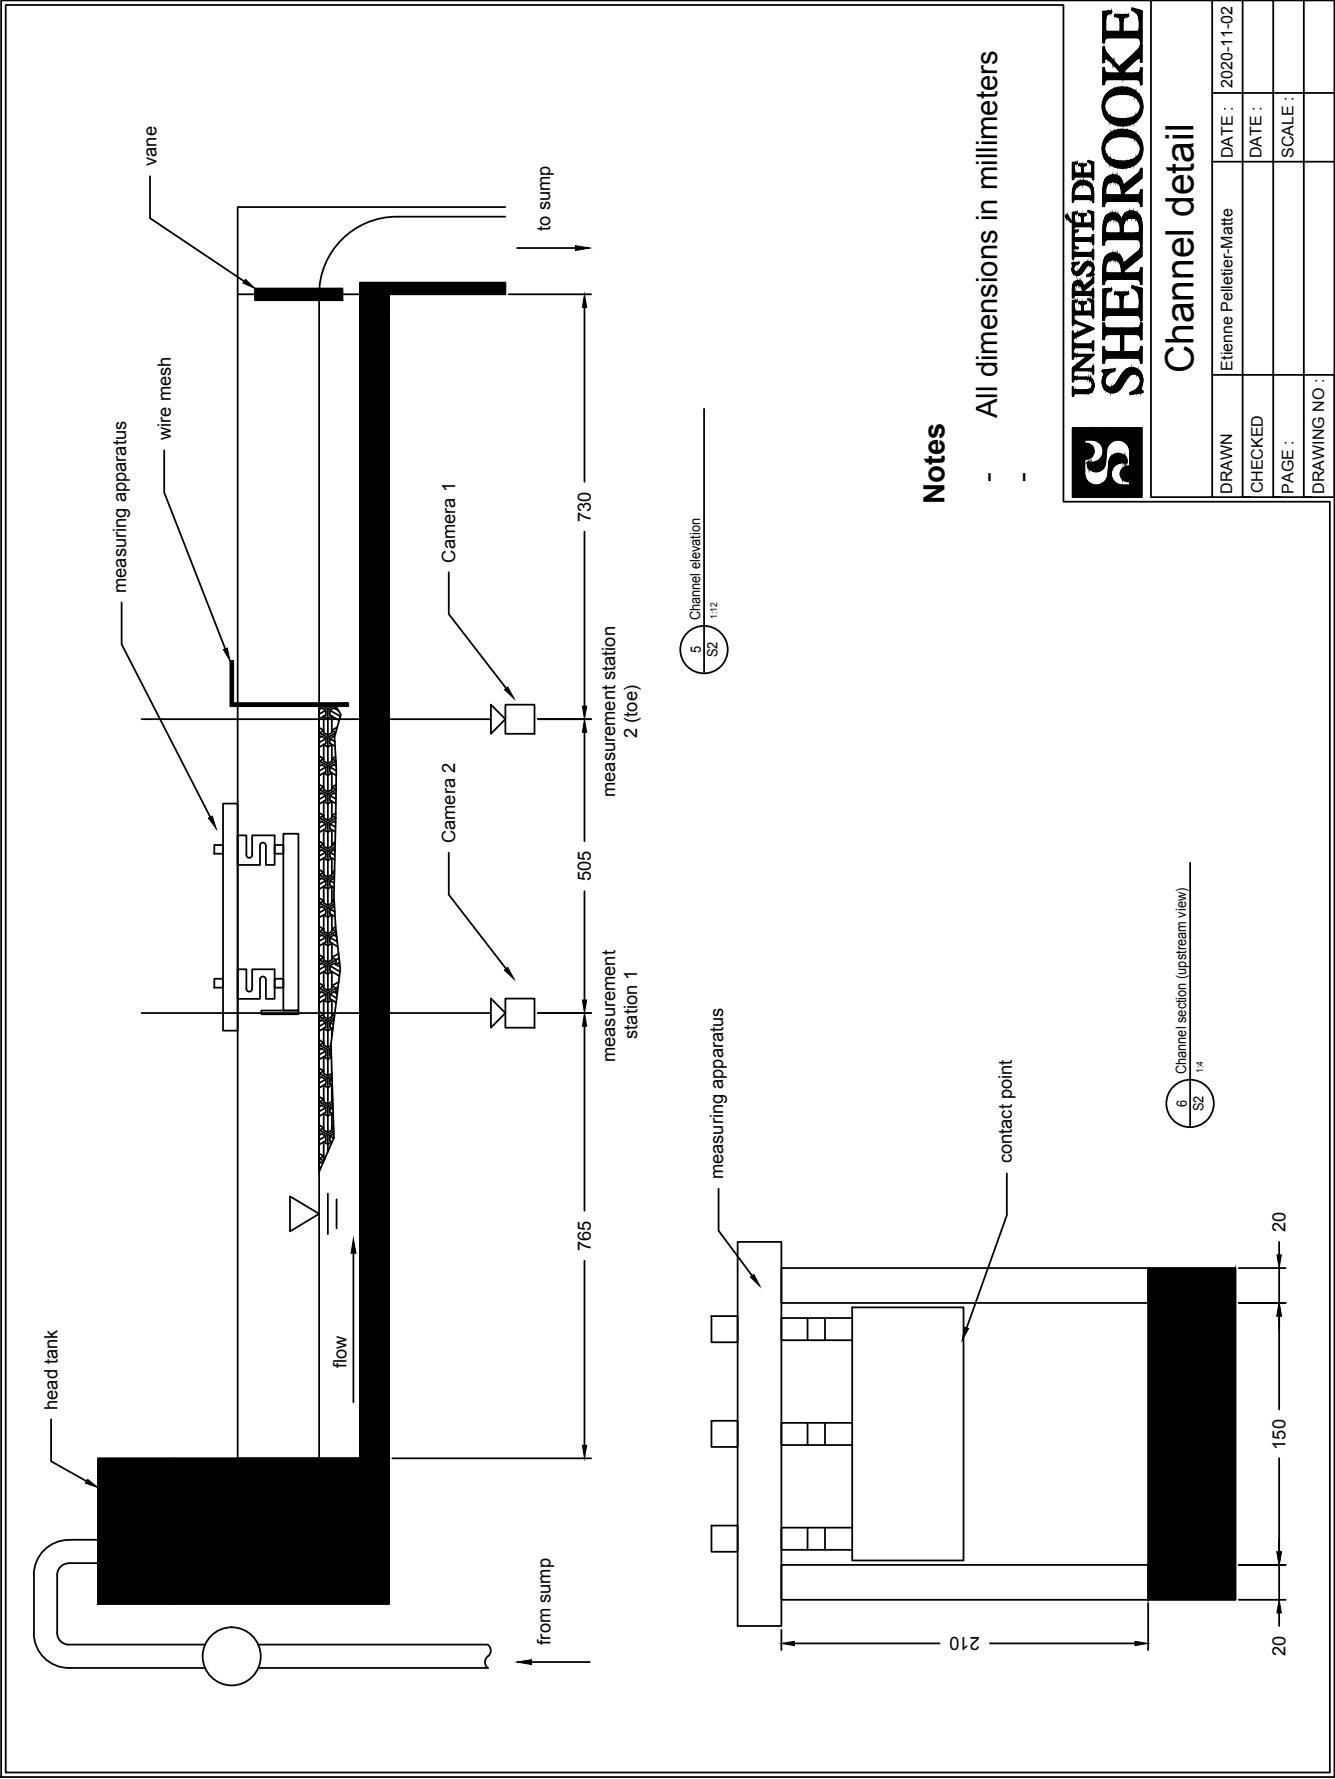 head tank
measuring apparatus
wire mesh
vane
flow
from sump
to sump
Camera 2
Camera 1
765
505
730
measurement
station 1
measurement station
2 (toe)
5
S2
Channel elevation
1:12
measuring apparatus
contact point
210
20
150
20
6
S2
Channel section (upstream view)
1:4
Notes
- All dimensions in millimeters
-
UNIVERSITÉ DE
SHERBROOKE
Channel detail
DRAWN Etienne Pelletier-Matte DATE : 2020-11-02
CHECKED DATE :
PAGE : SCALE :
DRAWING NO :